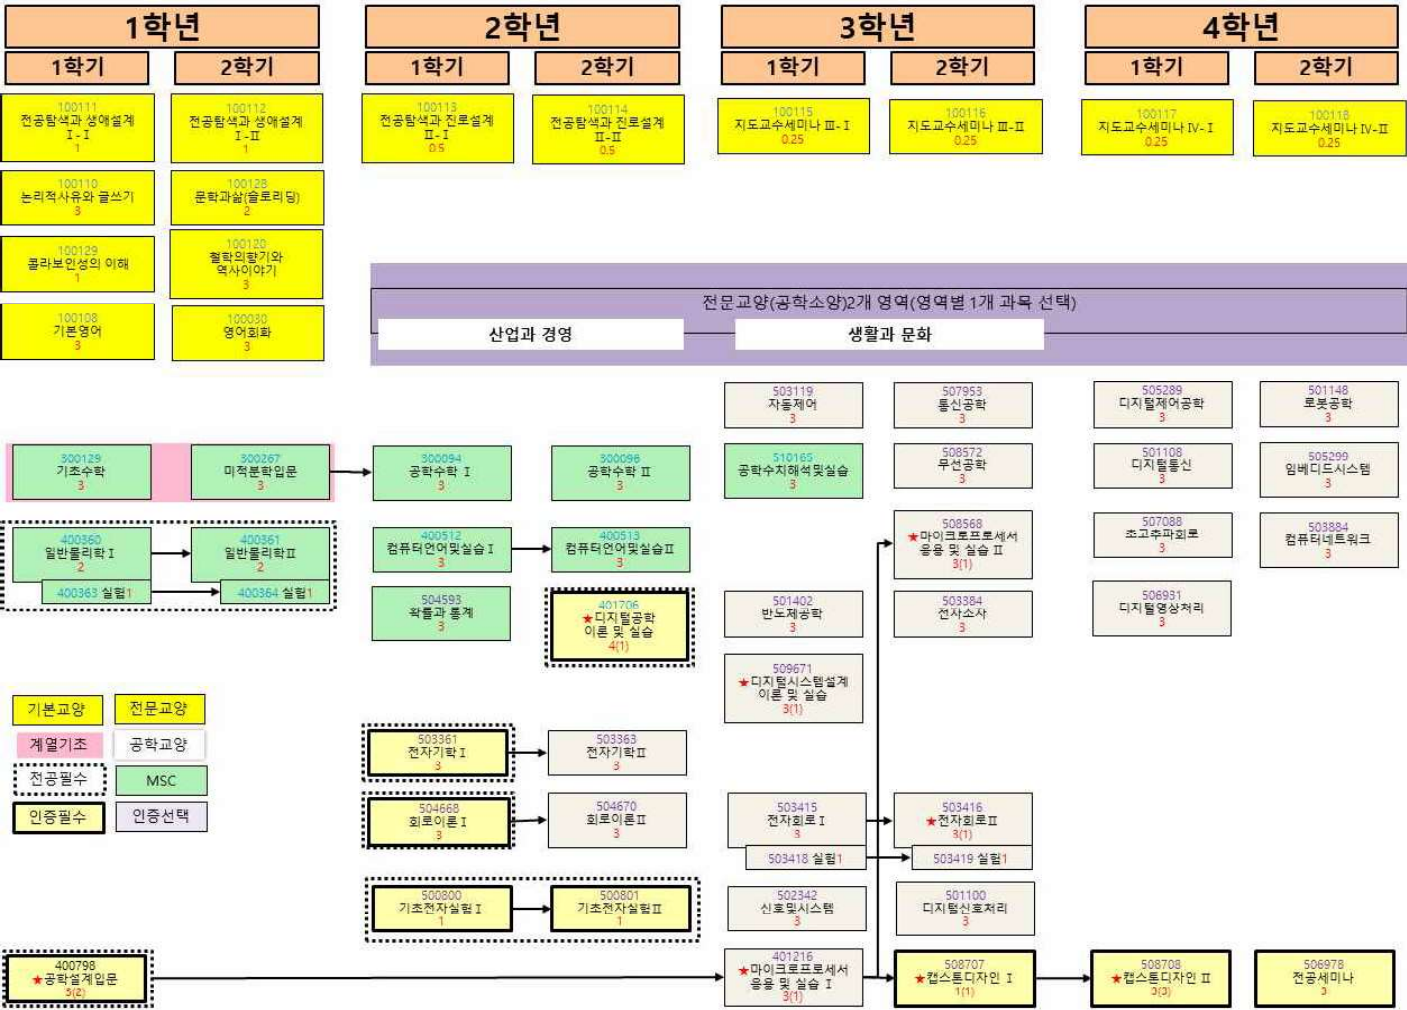 1학년
2학년
3학년
4학년
1학기
2학기
1학기
2학기
1학기
2학기
1학기
2학기
100111
전공탐색과 생애설계
I - I
1
100112
전공탐색과 생애설계
I -II
1
100113
전공탐색과 진로설계
II- I
0.5
100114
전공탐색과 진로설계
II-II
0.5
100115
지도교수세미나 III- I
0.25
100116
지도교수세미나 III-II
0.25
100117
지도교수세미나 IV- I
0.25
100118
지도교수세미나 IV-II
0.25
100110
논리적사유와 글쓰기
3
100128
문학과삶(슬로리딩)
2
100129
콜라보인성의 이해
1
100120
철학의향기와
역사이야기
3
100108
기본영어
3
100030
영어회화
3
전문교양(공학소양)2개 영역(영역별 1개 과목 선택)
산업과 경영
생활과 문화
503119
자동제어
3
507953
통신공학
3
505289
디지털제어공학
3
501148
로봇공학
3
300129
기초수학
3
300267
미적분학입문
3
300094
공학수학 I
3
300096
공학수학 II
3
510165
공학수치해석및실습
3
508572
무선공학
3
501108
디지털통신
3
505299
임베디드시스템
3
400360
일반물리학 I
2
400363 실험1
400361
일반물리학II
2
400364 실험1
400512
컴퓨터언어및실습 I
3
400513
컴퓨터언어및실습II
3
508568
★마이크로프로세서
응용 및 실습 II
3(1)
507088
초고주파회로
3
503884
컴퓨터네트워크
3
504593
확률과 통계
3
401706
★디지털공학
이론 및 실습
4(1)
501402
반도체공학
3
503384
전자소자
3
506931
디지털영상처리
3
509671
★디지털시스템설계
이론 및 실습
3(1)
기본교양
전문교양
계열기초
공학교양
전공필수
MSC
인증필수
인증선택
503361
전자기학 I
3
503363
전자기학II
3
504668
회로이론 I
3
504670
회로이론II
3
503415
전자회로 I
3
503418 실험1
503416
★전자회로II
3(1)
503419 실험1
500800
기초전자실험 I
1
500801
기초전자실험II
1
502342
신호및시스템
3
501100
디지털신호처리
3
400798
★공학설계입문
3(2)
401216
★마이크로프로세서
응용 및 실습 I
3(1)
508707
★캡스톤디자인 I
1(1)
508708
★캡스톤디자인 II
3(3)
506978
전공세미나
3